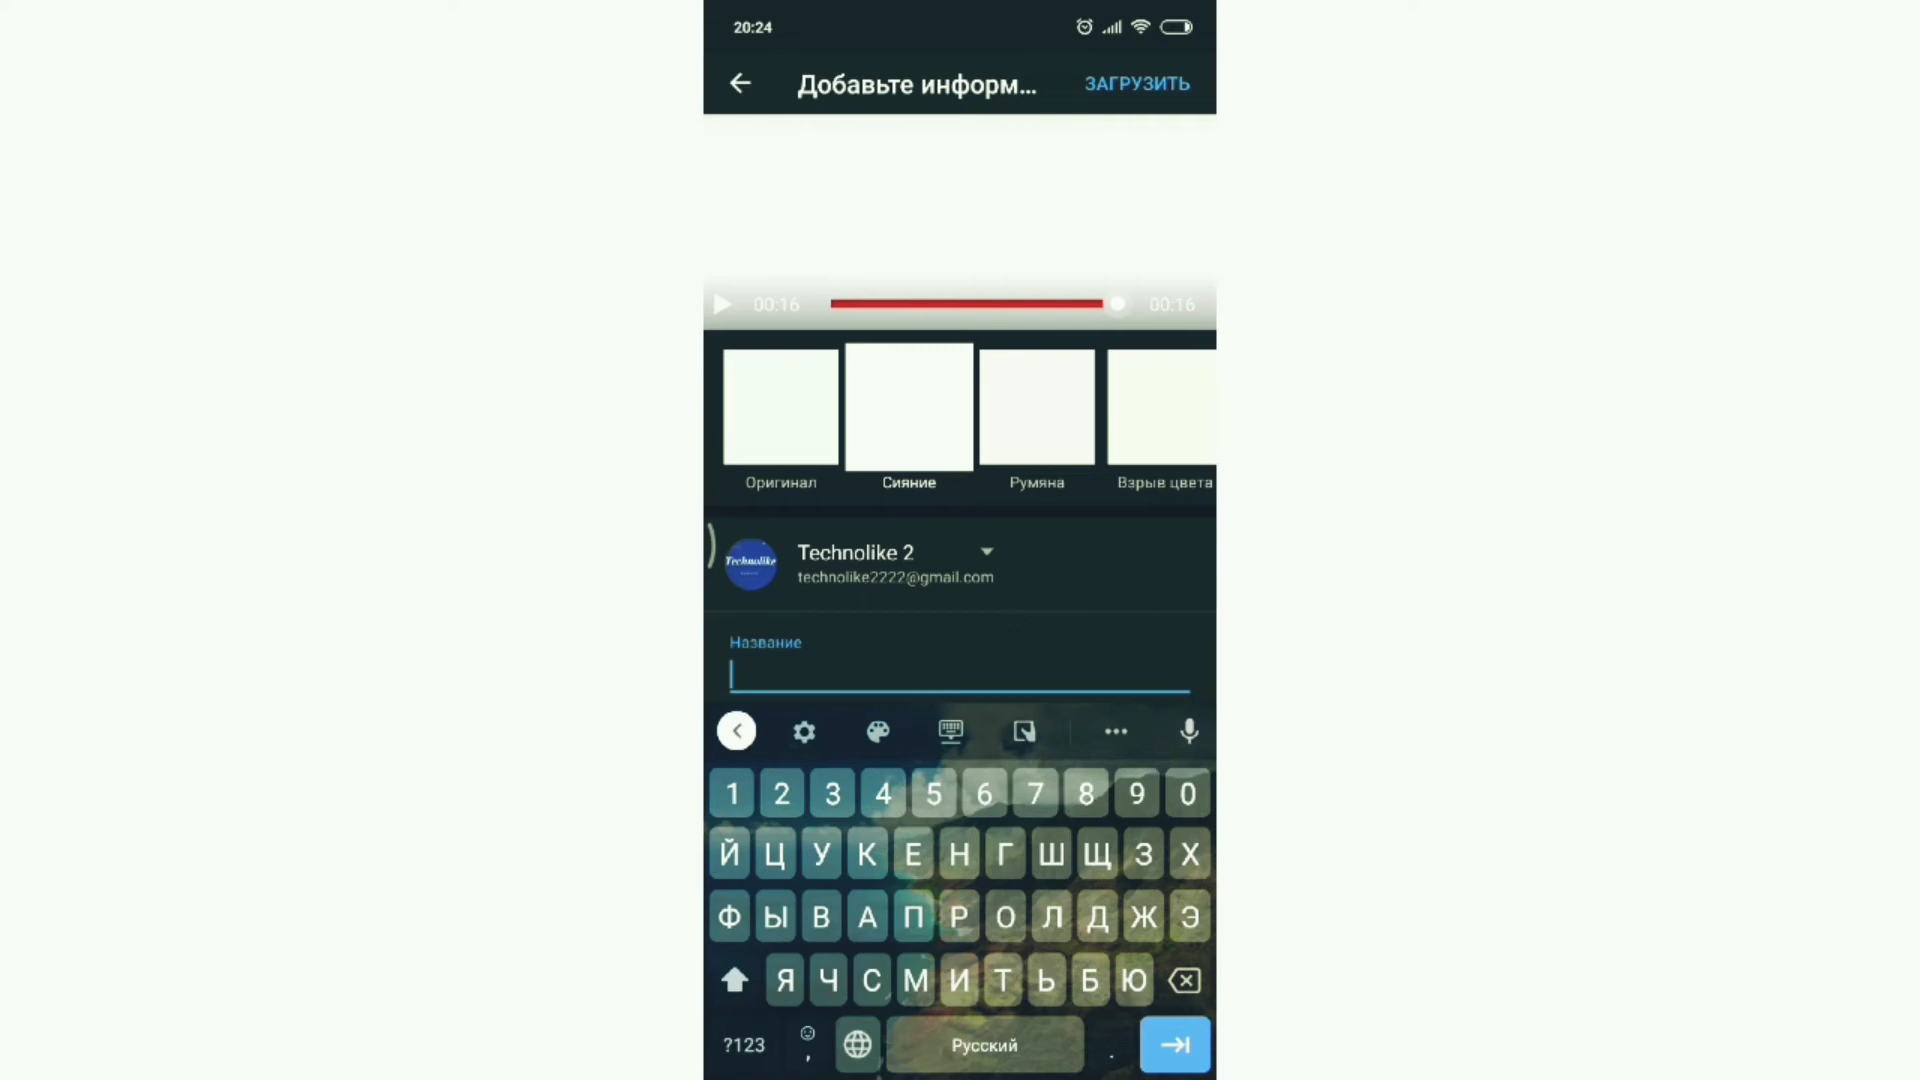 20:24
Добавьте информ...
ЗАГРУЗИТЬ
00:16
00:16
Оригинал
Сияние
Румяна
Взрыв цвета
Technolike
Technolike 2
technolike2222@gmail.com
Название
1 2 3 4 5 6 7 8 9 0
Й Ц У К Е Н Г Ш Щ З Х
Ф Ы В А П Р О Л Д Ж Э
Я Ч С М И Т Ь Б Ю
?123 , Русский .